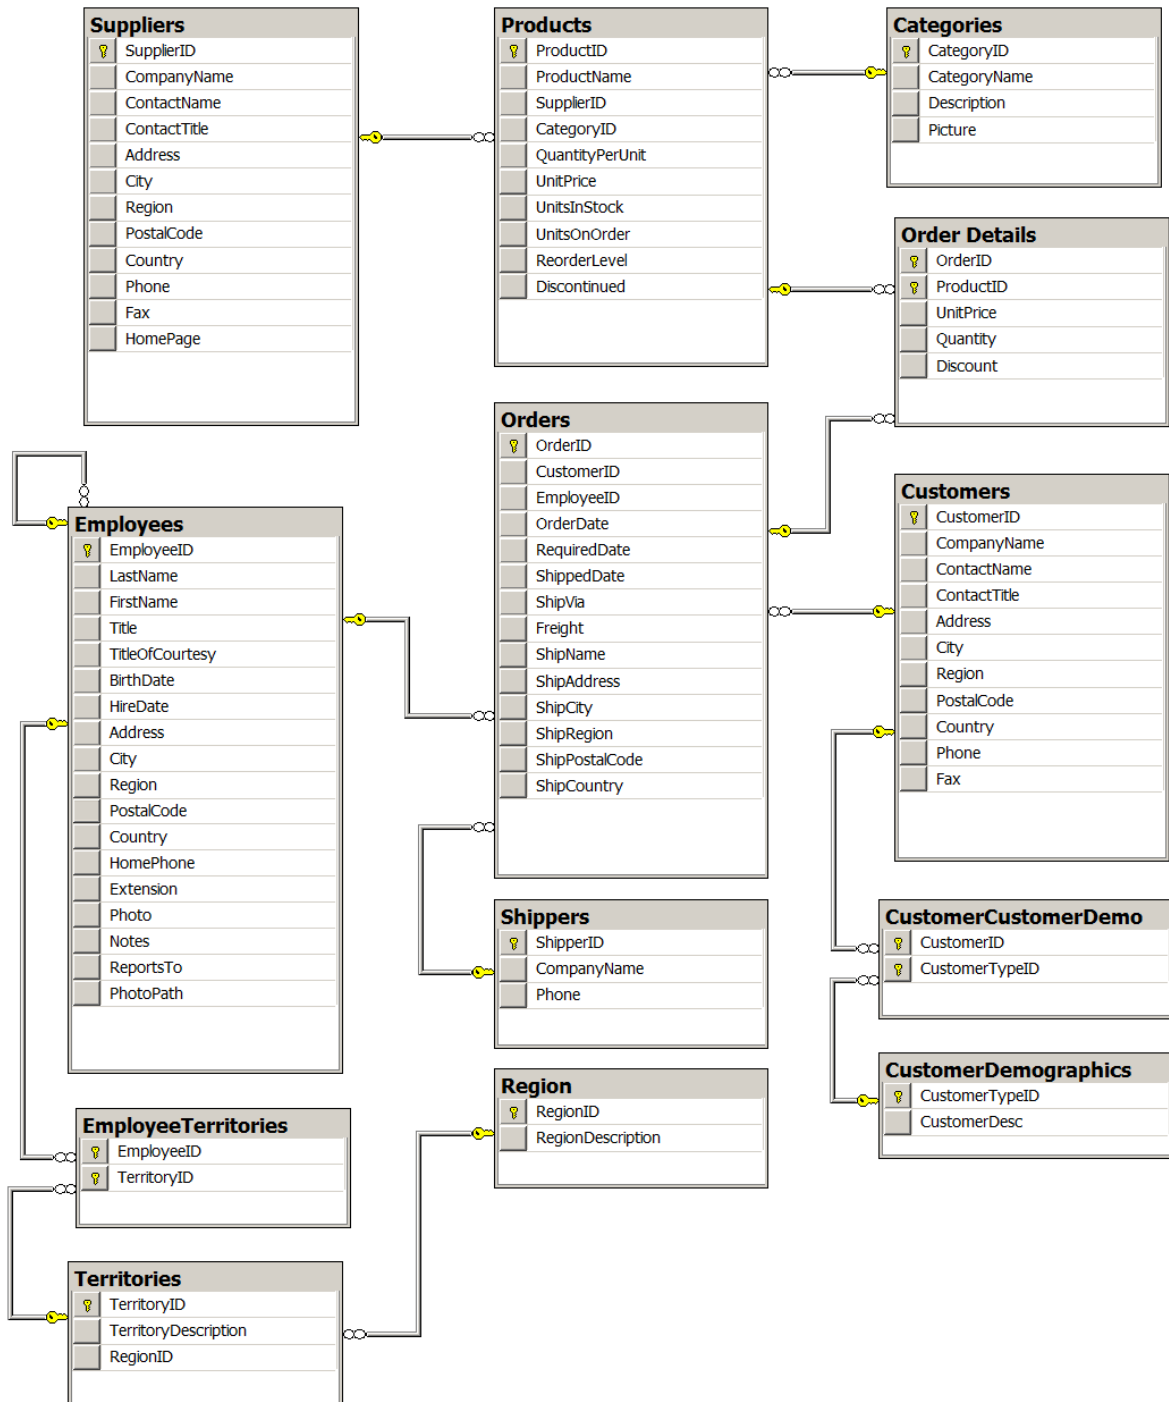 Suppliers
SupplierID
CompanyName
ContactName
ContactTitle
Address
City
Region
PostalCode
Country
Phone
Fax
HomePage
Products
ProductID
ProductName
SupplierID
CategoryID
QuantityPerUnit
UnitPrice
UnitsInStock
UnitsOnOrder
ReorderLevel
Discontinued
Categories
CategoryID
CategoryName
Description
Picture
Order Details
OrderID
ProductID
UnitPrice
Quantity
Discount
Employees
EmployeeID
LastName
FirstName
Title
TitleOfCourtesy
BirthDate
HireDate
Address
City
Region
PostalCode
Country
HomePhone
Extension
Photo
Notes
ReportsTo
PhotoPath
Orders
OrderID
CustomerID
EmployeeID
OrderDate
RequiredDate
ShippedDate
ShipVia
Freight
ShipName
ShipAddress
ShipCity
ShipRegion
ShipPostalCode
ShipCountry
Customers
CustomerID
CompanyName
ContactName
ContactTitle
Address
City
Region
PostalCode
Country
Phone
Fax
Shippers
ShipperID
CompanyName
Phone
CustomerCustomerDemo
CustomerID
CustomerTypeID
CustomerDemographics
CustomerTypeID
CustomerDesc
Region
RegionID
RegionDescription
EmployeeTerritories
EmployeeID
TerritoryID
Territories
TerritoryID
TerritoryDescription
RegionID